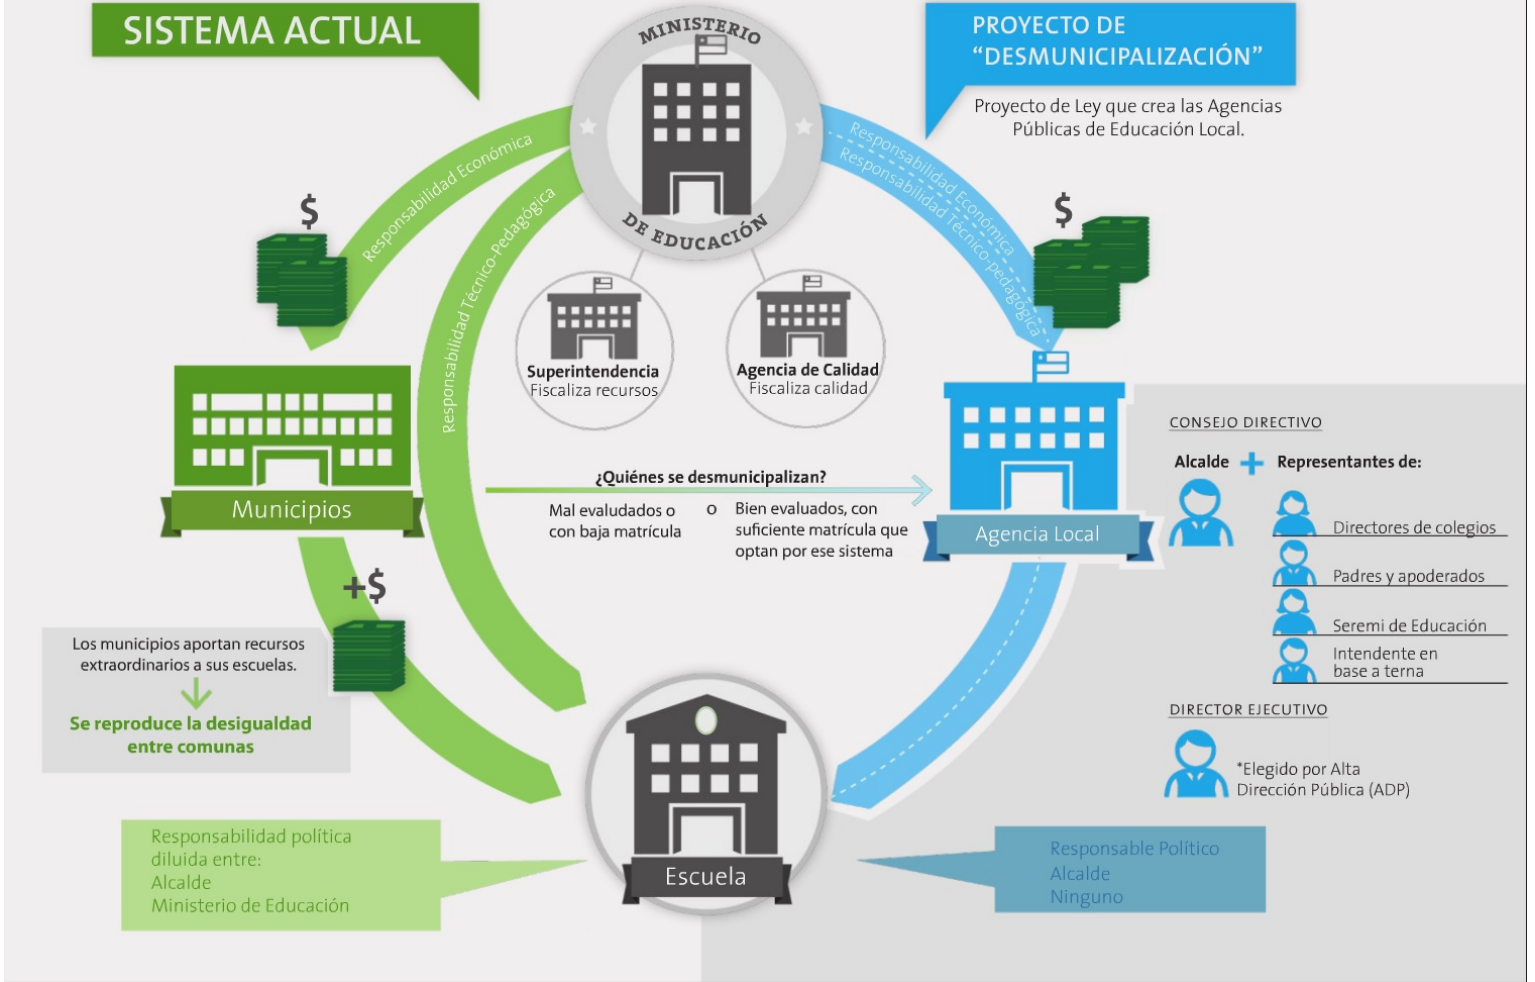 SISTEMA ACTUAL
MINISTERIO
DE EDUCACIÓN
PROYECTO DE
“DESMUNICIPALIZACIÓN”
Proyecto de Ley que crea las Agencias
Públicas de Educación Local.
Responsabilidad Económica
Responsabilidad Técnico-Pedagógica
Responsabilidad Económica
Responsabilidad Técnico-pedagógica
$
$
Superintendencia
Fiscaliza recursos
Agencia de Calidad
Fiscaliza calidad
Municipios
¿Quiénes se desmunicipalizan?
Mal evaludados o
con baja matrícula
o
Bien evaluados, con
suficiente matrícula que
optan por ese sistema
Agencia Local
CONSEJO DIRECTIVO
Alcalde + Representantes de:
Directores de colegios
Padres y apoderados
Seremi de Educación
Intendente en
base a terna
DIRECTOR EJECUTIVO
*Elegido por Alta
Dirección Pública (ADP)
+$
Los municipios aportan recursos
extraordinarios a sus escuelas.
Se reproduce la desigualdad
entre comunas
Responsabilidad política
diluida entre:
Alcalde
Ministerio de Educación
Escuela
Responsable Político
Alcalde
Ninguno